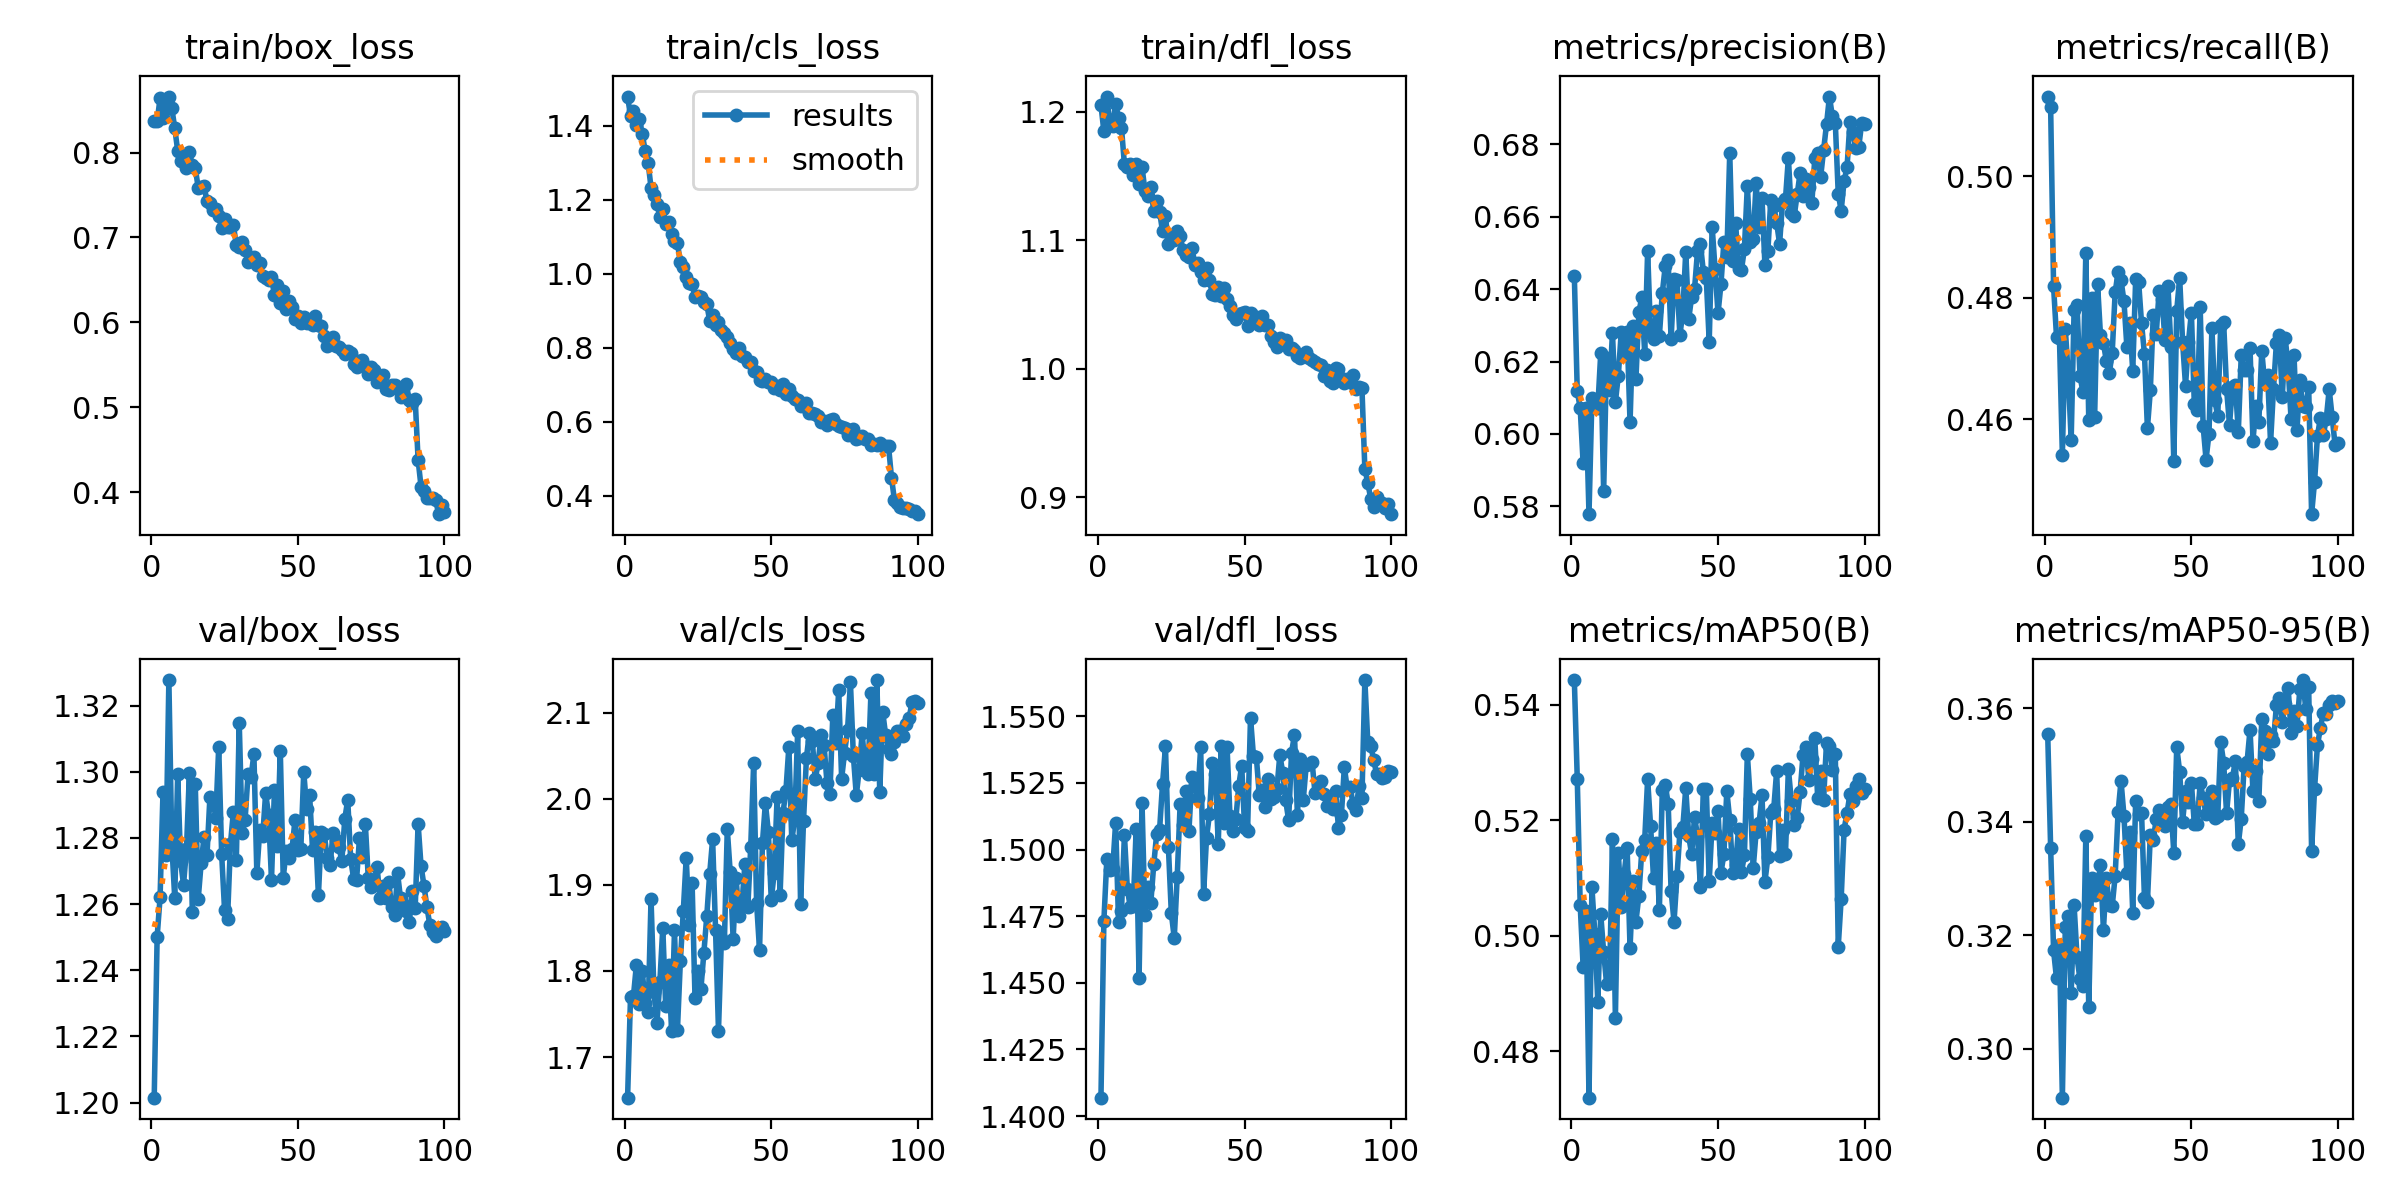 train/box_loss
0.8
0.7
0.6
0.5
0.4
0 50 100
train/cls_loss
results
smooth
1.4
1.2
1.0
0.8
0.6
0.4
0 50 100
train/dfl_loss
1.2
1.1
1.0
0.9
0 50 100
metrics/precision(B)
0.68
0.66
0.64
0.62
0.60
0.58
0 50 100
metrics/recall(B)
0.50
0.48
0.46
0 50 100
val/box_loss
1.32
1.30
1.28
1.26
1.24
1.22
1.20
0 50 100
val/cls_loss
2.1
2.0
1.9
1.8
1.7
0 50 100
val/dfl_loss
1.550
1.525
1.500
1.475
1.450
1.425
1.400
0 50 100
metrics/mAP50(B)
0.54
0.52
0.50
0.48
0 50 100
metrics/mAP50-95(B)
0.36
0.34
0.32
0.30
0 50 100